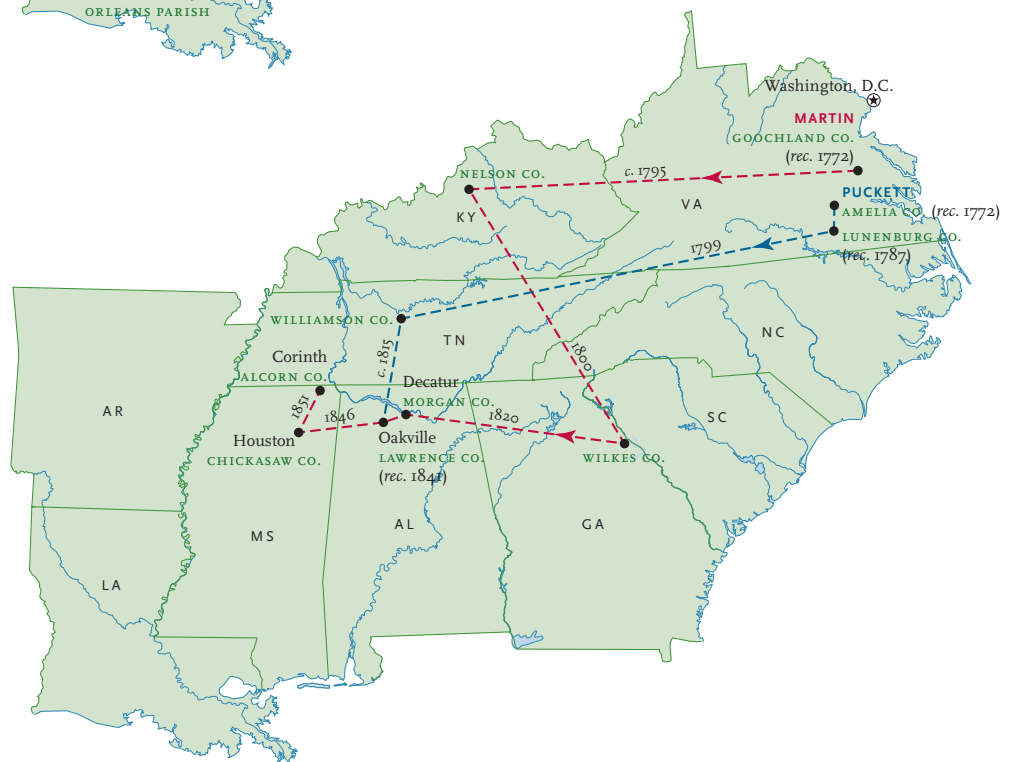 ORLEANS PARISH
Washington, D.C.
MARTIN
GOOCHLAND CO.
(rec. 1772)
NELSON CO.
c. 1795
KY
VA
PUCKETT
AMELIA CO. (rec. 1772)
LUNENBURG CO.
(rec. 1787)
1799
WILLIAMSON CO.
TN
NC
c. 1815
1800
Corinth
ALCORN CO.
Decatur
MORGAN CO.
AR
1851
1846
1820
SC
Houston
CHICKASAW CO.
Oakville
LAWRENCE CO.
(rec. 1841)
WILKES CO.
MS
AL
GA
LA